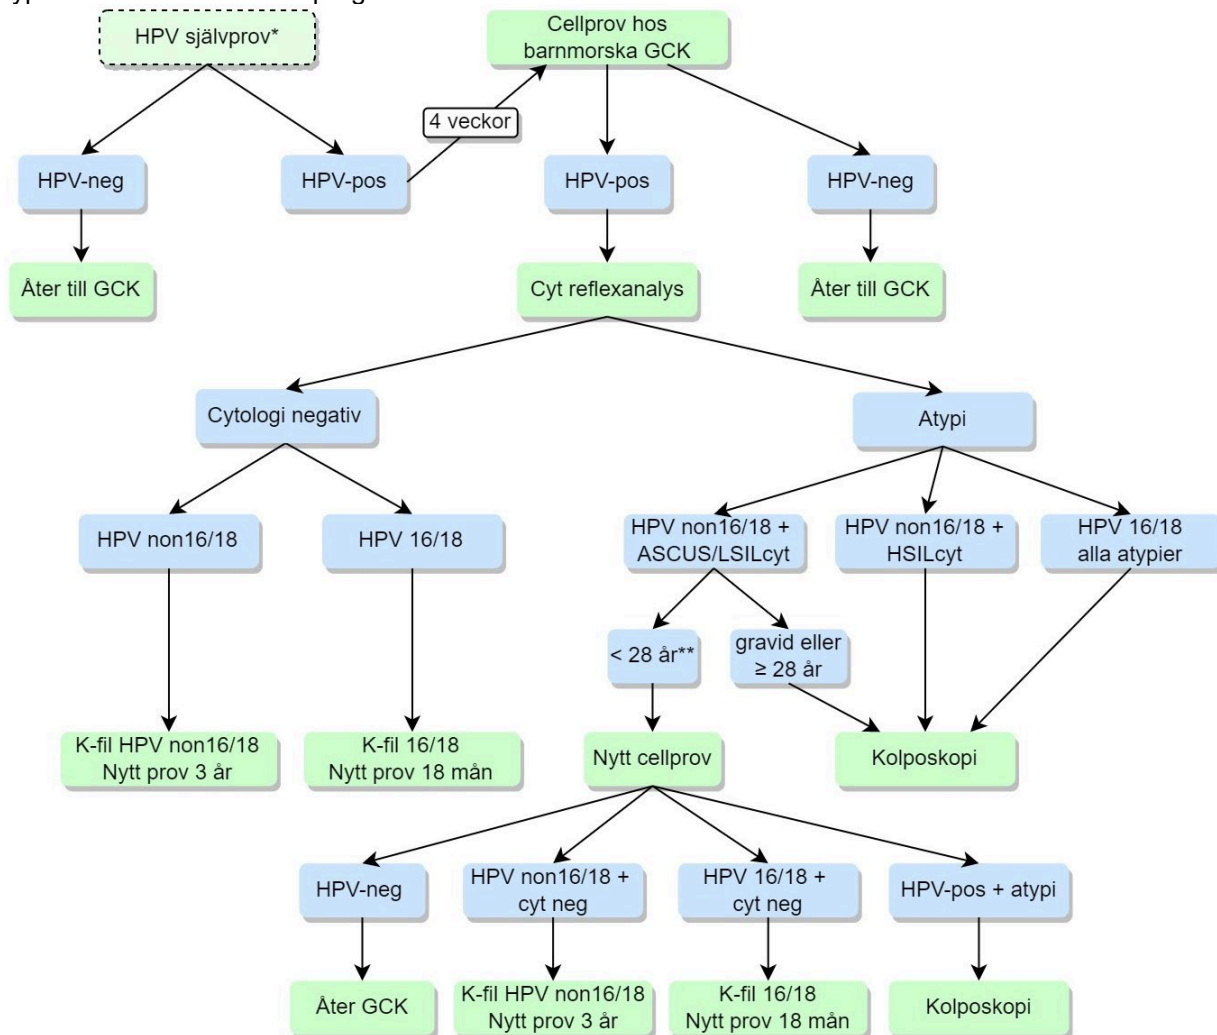 HPV självprov*
Cellprov hos
barnmorska GCK
4 veckor
HPV-neg
HPV-pos
HPV-pos
HPV-neg
Åter till GCK
Cyt reflexanalys
Åter till GCK
Cytologi negativ
Atypi
HPV non16/18
HPV 16/18
HPV non16/18 +
ASCUS/LSILcyt
HPV non16/18 +
HSILcyt
HPV 16/18
alla atypier
< 28 år**
gravid eller
≥ 28 år
K-fil HPV non16/18
Nytt prov 3 år
K-fil 16/18
Nytt prov 18 mån
Nytt cellprov
Kolposkopi
HPV-neg
HPV non16/18 +
cyt neg
HPV 16/18 +
cyt neg
HPV-pos + atypi
Åter GCK
K-fil HPV non16/18
Nytt prov 3 år
K-fil 16/18
Nytt prov 18 mån
Kolposkopi